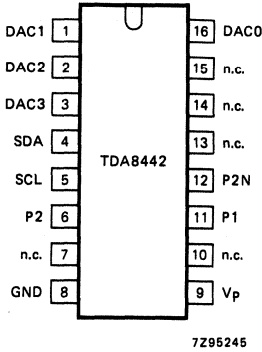 DAC1 1 16 DAC0
DAC2 2 15 n.c.
DAC3 3 14 n.c.
SDA 4 13 n.c.
TDA8442
SCL 5 12 P2N
P2 6 11 P1
n.c. 7 10 n.c.
GND 8 9 Vp
7Z95245